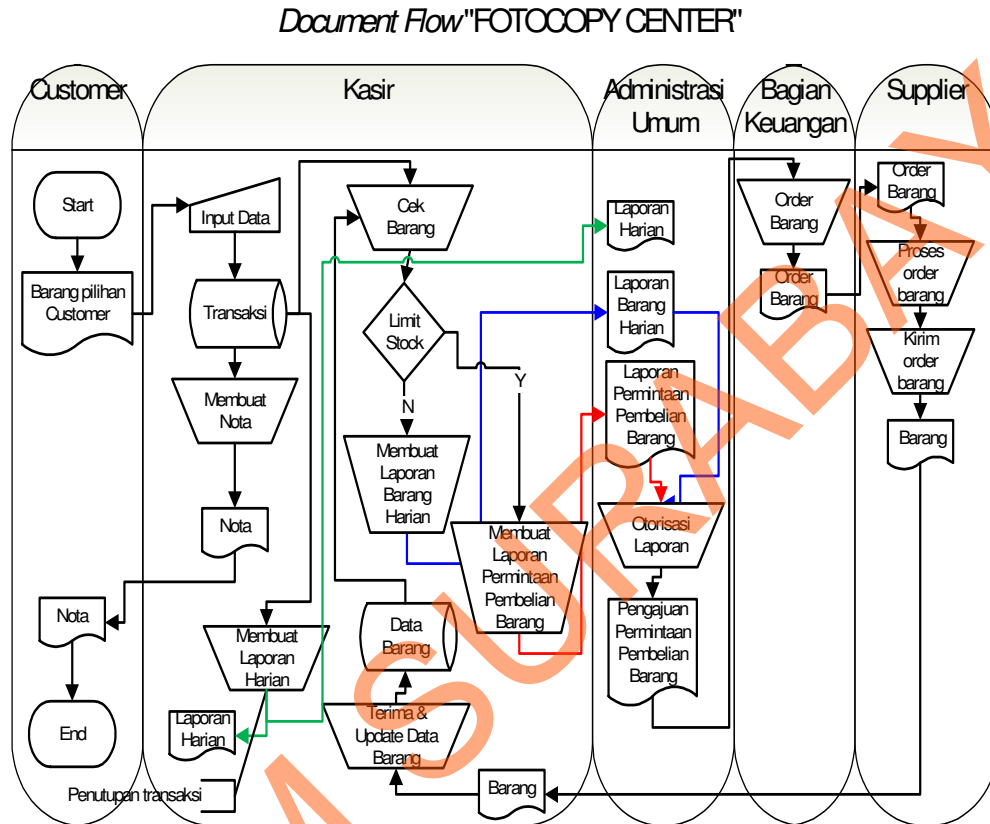 Document Flow "FOTOCOPY CENTER"
Customer
Kasir
Administrasi
Umum
Bagian
Keuangan
Supplier
Start
Barang pilihan
Customer
Nota
End
Input Data
Transaksi
Membuat
Nota
Nota
Membuat
Laporan
Harian
Laporan
Harian
Penutupan transaksi
Cek
Barang
Limit
Stock
N
Y
Membuat
Laporan
Barang
Harian
Membuat
Laporan
Permintaan
Pembelian
Barang
Data
Barang
Terima &
Update Data
Barang
Barang
Laporan
Harian
Laporan
Barang
Harian
Laporan
Permintaan
Pembelian
Barang
Otorisasi
Laporan
Pengajuan
Permintaan
Pembelian
Barang
Order
Barang
Order
Barang
Order
Barang
Proses
order
barang
Kirim
order
barang
Barang
M SURABAY